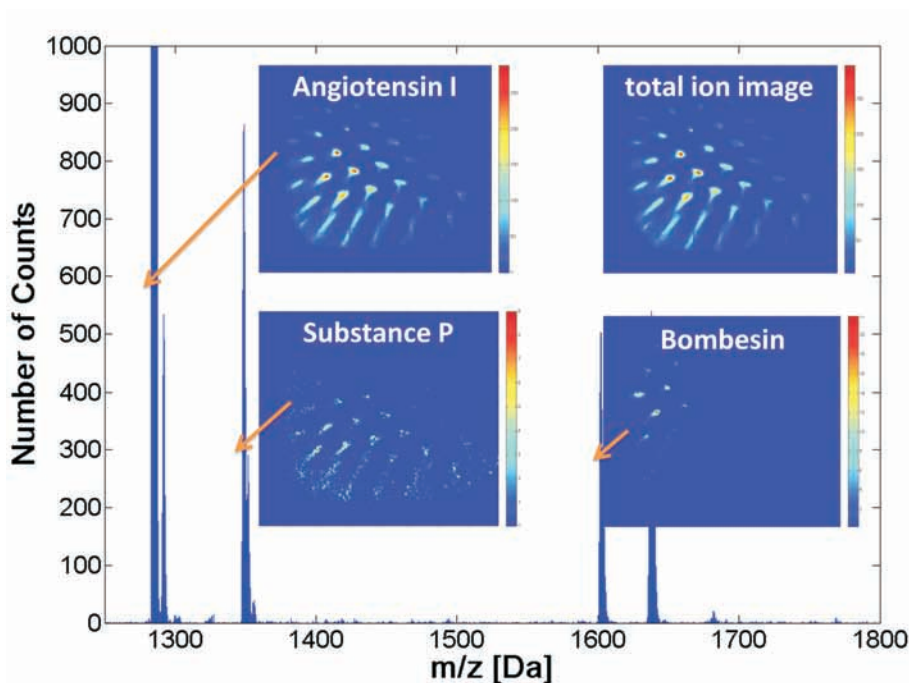 1000
900
800
700
600
500
400
300
200
100
0
Number of Counts
Angiotensin I
total ion image
Substance P
Bombesin
1300 1400 1500 1600 1700 1800
m/z [Da]